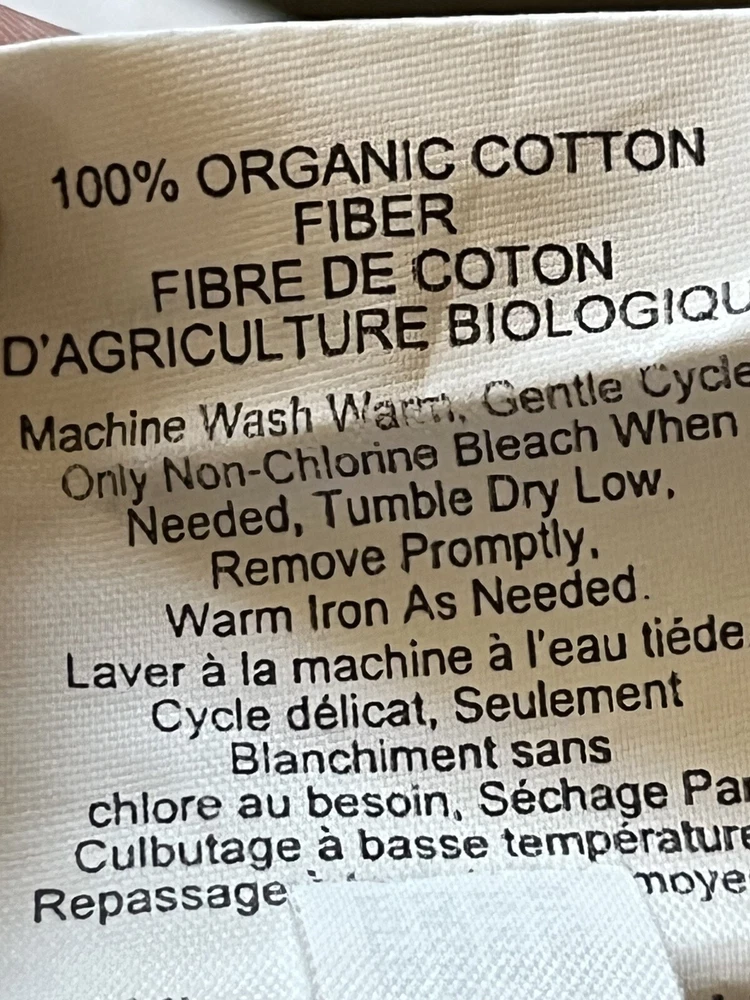 100% ORGANIC COTTON
FIBER
FIBRE DE COTON
D'AGRICULTURE BIOLOGIQU
Machine Wash Warm, Gentle Cycle
Only Non-Chlorine Bleach When
Needed, Tumble Dry Low,
Remove Promptly,
Warm Iron As Needed.
Laver à la machine à l'eau tiéde
Cycle délicat, Seulement
Blanchiment sans
chlore au besoin, Séchage Par
Culbutage à basse température
Repassage